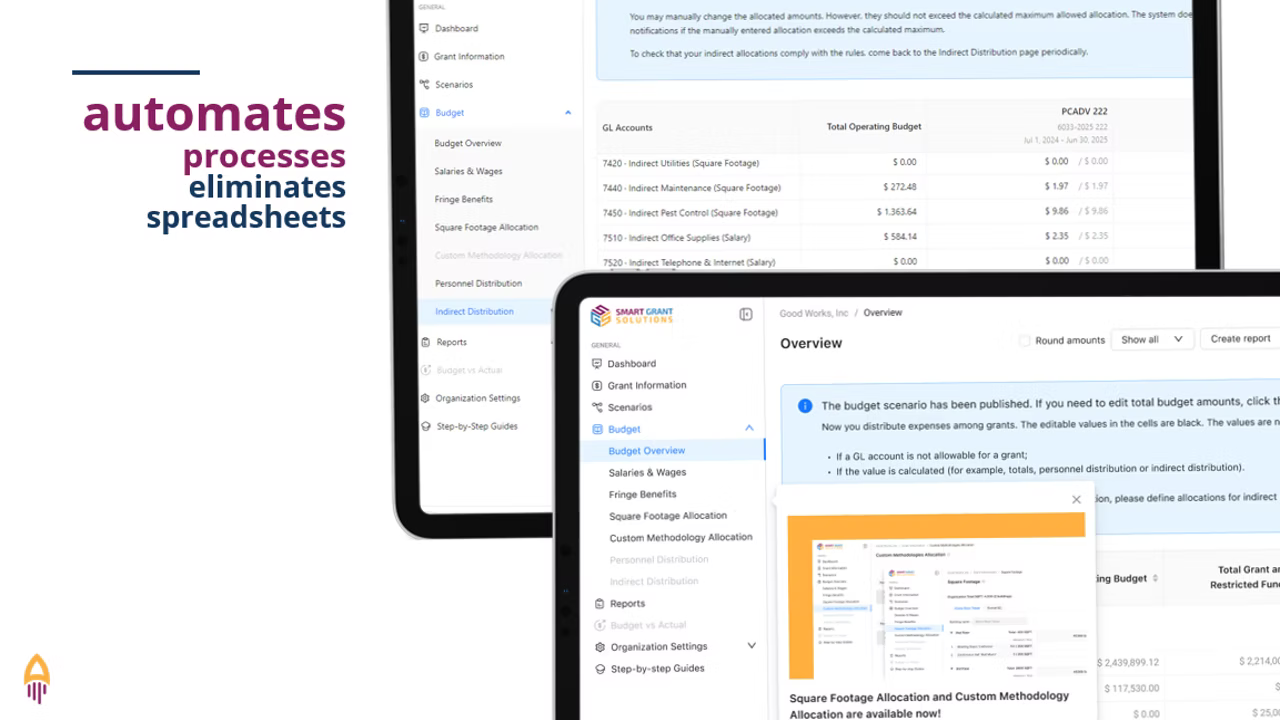 automates
processes
eliminates
spreadsheets
GENERAL
Dashboard
Grant Information
Scenarios
Budget
Budget Overview
Salaries & Wages
Fringe Benefits
Square Footage Allocation
Custom Methodology Allocation
Personnel Distribution
Indirect Distribution
Reports
Budget vs Actual
Organization Settings
Step-by-Step Guides
You may manually change the allocated amounts. However, they should not exceed the calculated maximum allowed allocation. The system doe
notifications if the manually entered allocation exceeds the calculated maximum.
To check that your indirect allocations comply with the rules, come back to the Indirect Distribution page periodically.
GL Accounts Total Operating Budget PCADV 222
6033-2025 222
Jul 1, 2024 - Jun 30, 2025
7420 - Indirect Utilities (Square Footage) $ 0.00 $ 0.00 / $ 0.00
7440 - Indirect Maintenance (Square Footage) $ 272.48 $ 1.97 / $ 1.97
7450 - Indirect Pest Control (Square Footage) $ 1,363.64 $ 9.86 / $ 9.86
7510 - Indirect Office Supplies (Salary) $ 584.14 $ 2.35 / $ 2.35
7520 - Indirect Telephone & Internet (Salary) $ 0.00 $ 0.00 / $ 0.00
SMART GRANT
SOLUTIONS
GENERAL
Dashboard
Grant Information
Scenarios
Budget
Budget Overview
Salaries & Wages
Fringe Benefits
Square Footage Allocation
Custom Methodology Allocation
Personnel Distribution
Indirect Distribution
Reports
Budget vs Actual
Organization Settings
Step-by-step Guides
Good Works, Inc / Overview
Overview
Round amounts Show all Create report
The budget scenario has been published. If you need to edit total budget amounts, click th
Now you distribute expenses among grants. The editable values in the cells are black. The values are n
• If a GL account is not allowable for a grant;
• If the value is calculated (for example, totals, personnel distribution or indirect distribution).
ion, please define allocations for indirect
ing Budget Total Grant an
Restricted Fun
$ 2,439,899.12 $ 2,214,0
$ 117,530.00 $
$ 0.00 $ 25,0
Square Footage Allocation and Custom Methodology
Allocation are available now!